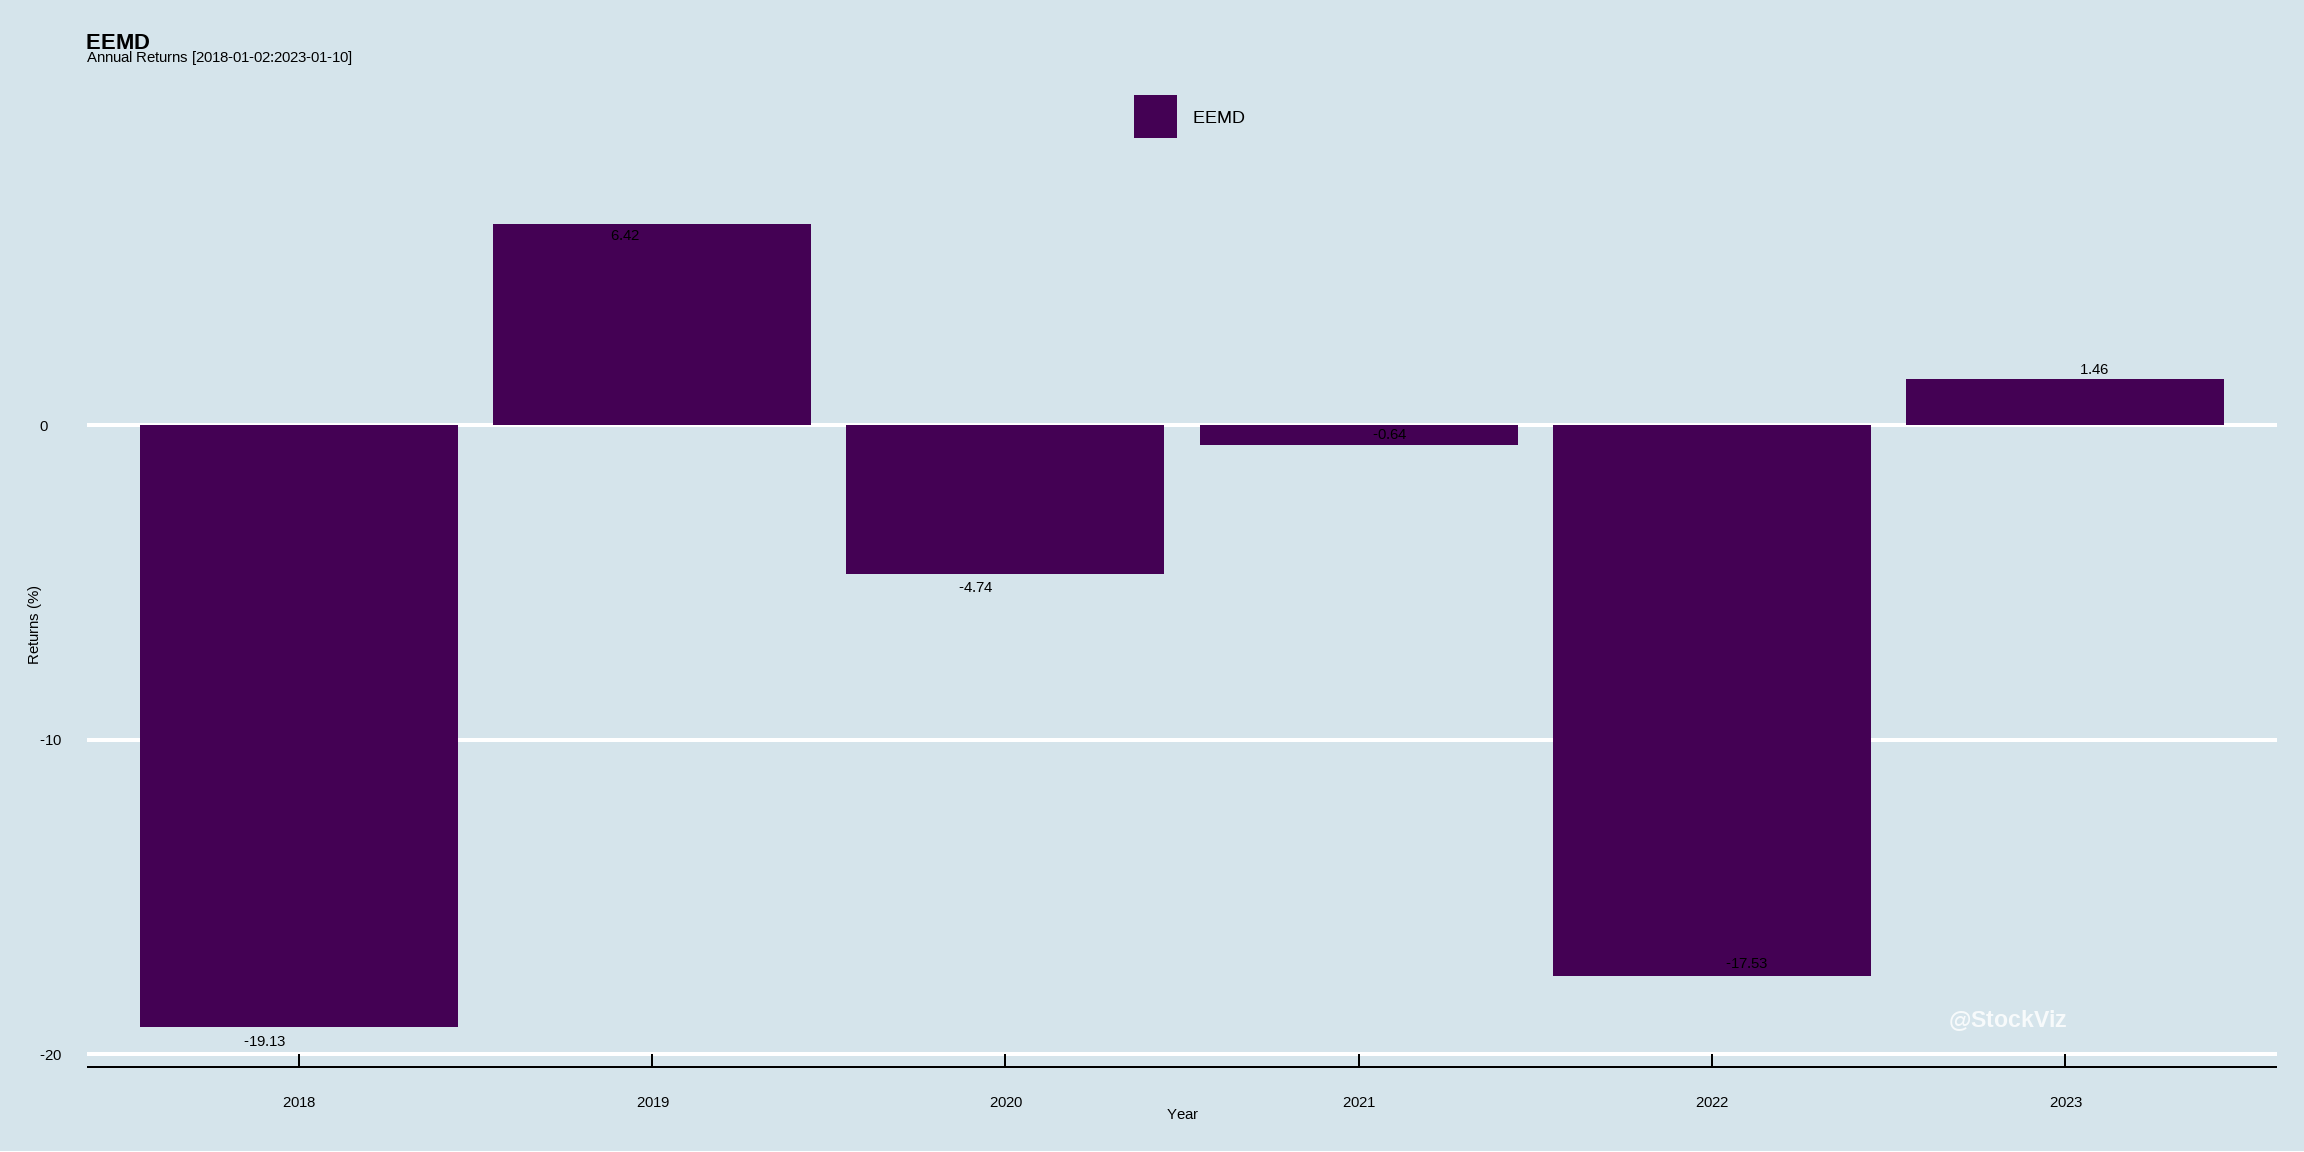 EEMD
Annual Returns [2018-01-02:2023-01-10]
EEMD
6.42
1.46
0
-0.64
-4.74
Returns (%)
-10
-17.53
@StockViz
-19.13
-20
2018 2019 2020 2021 2022 2023
Year